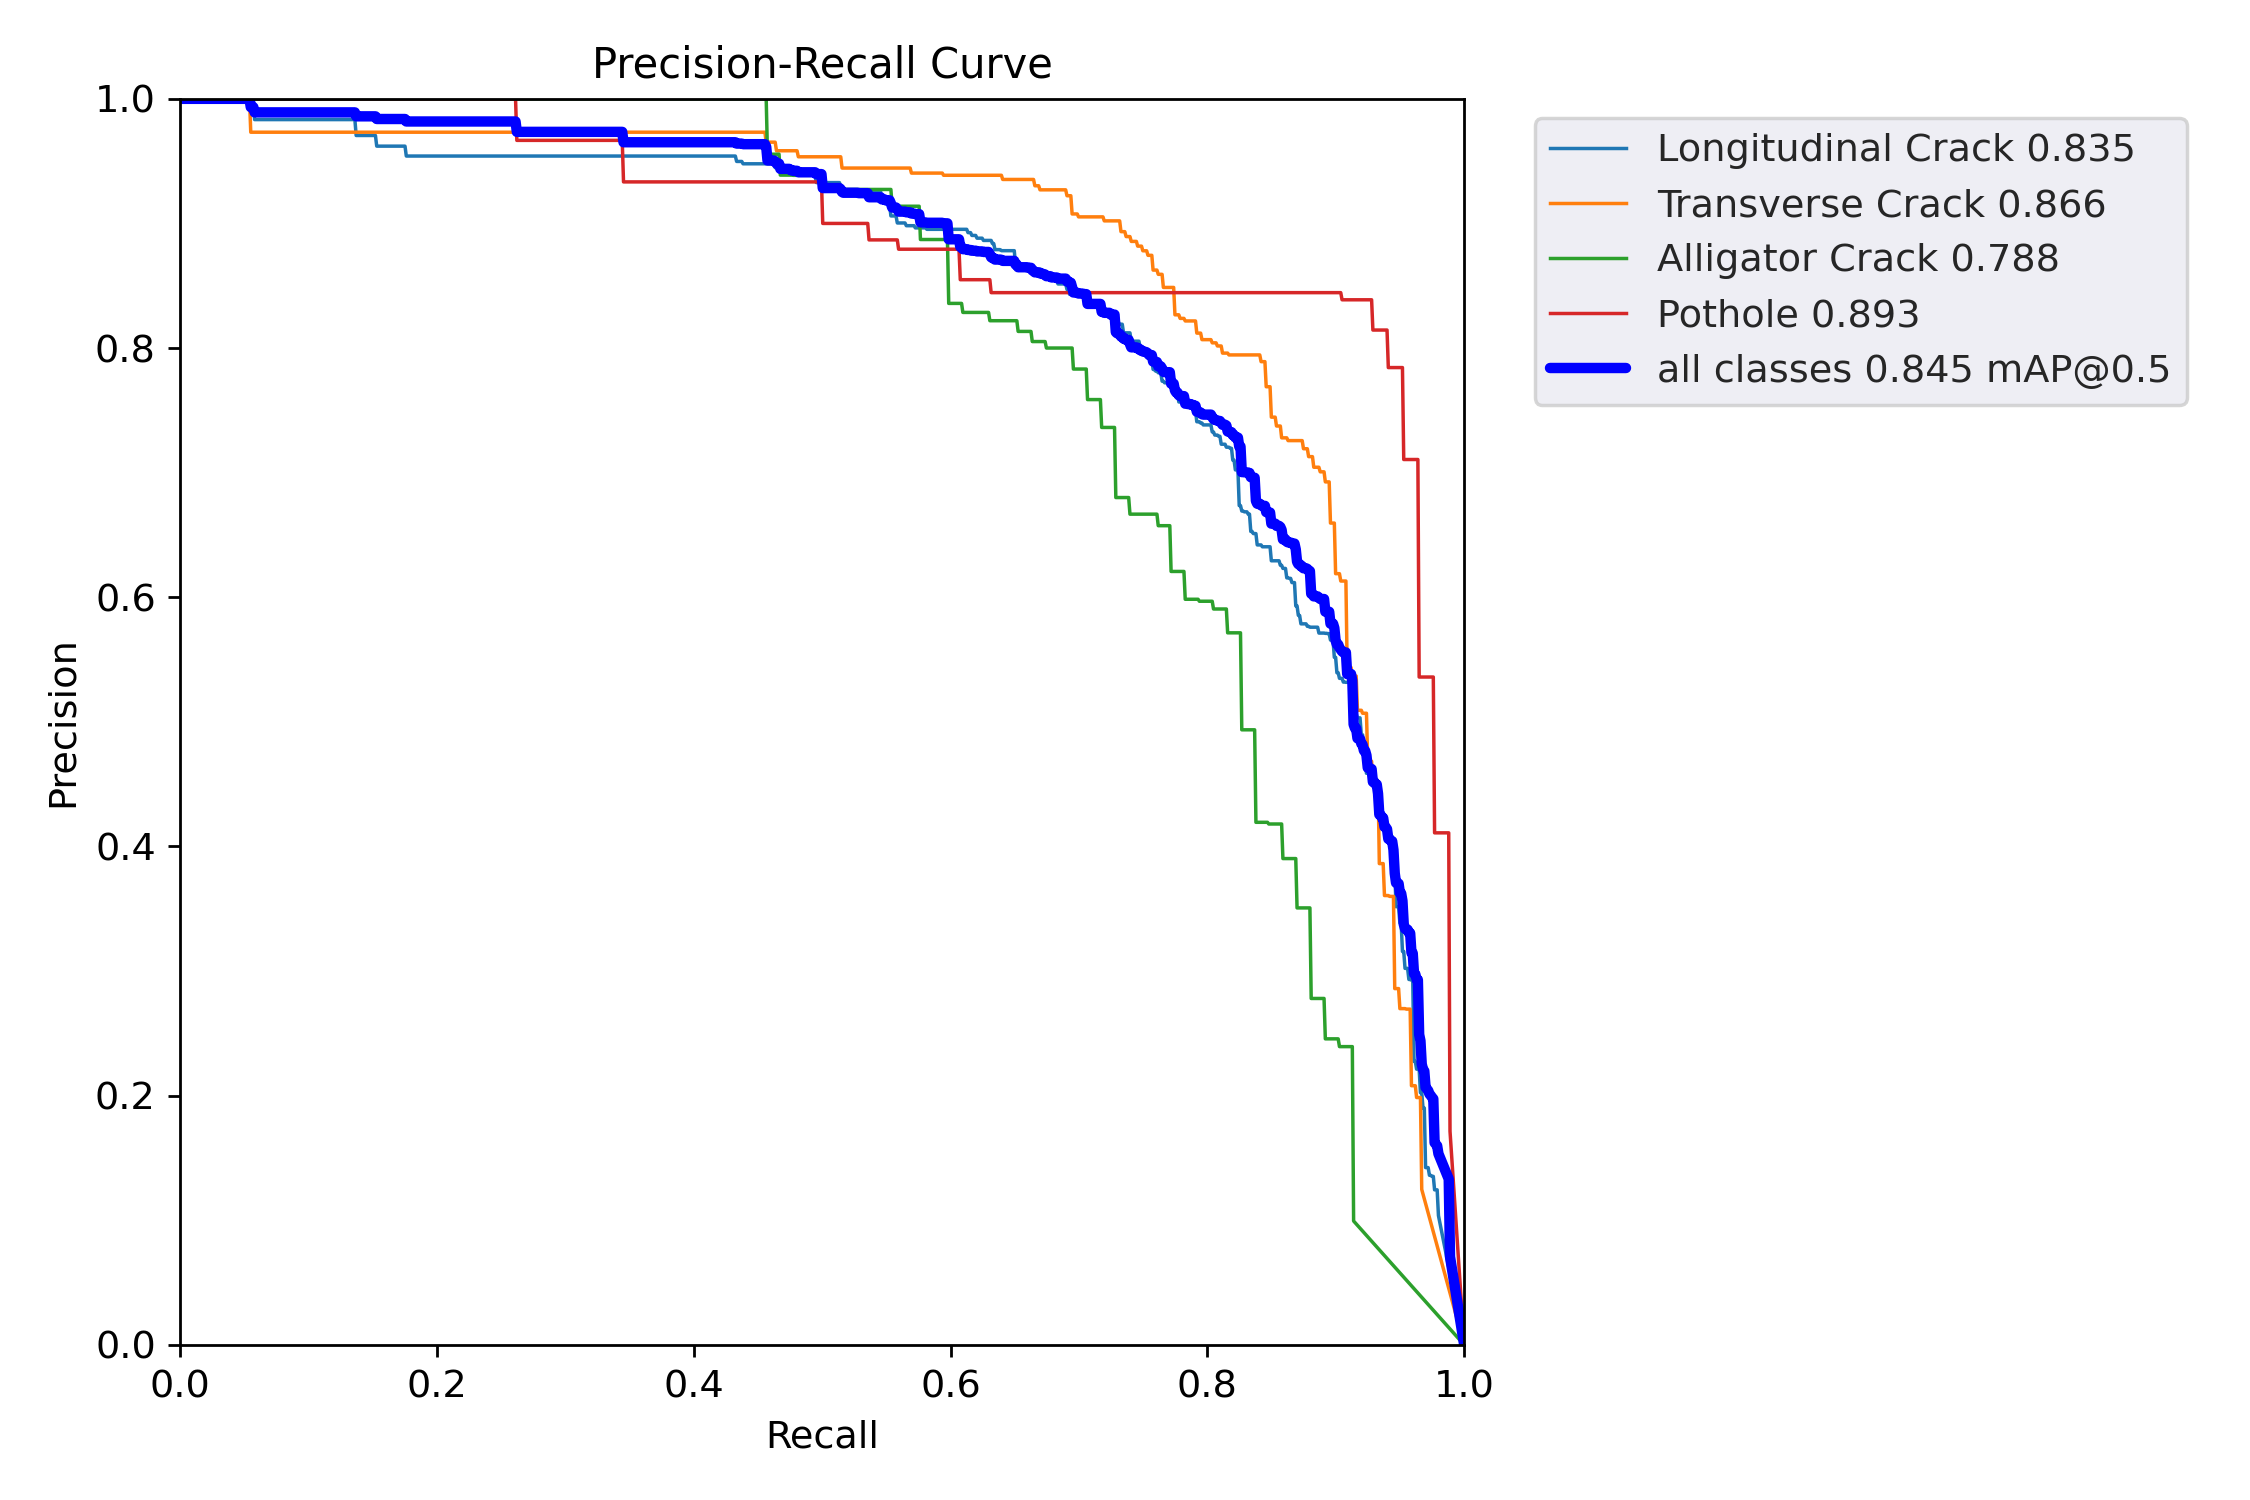 Precision-Recall Curve
1.0
0.8
0.6
0.4
0.2
0.0
Precision
0.0 0.2 0.4 0.6 0.8 1.0
Recall
Longitudinal Crack 0.835
Transverse Crack 0.866
Alligator Crack 0.788
Pothole 0.893
all classes 0.845 mAP@0.5